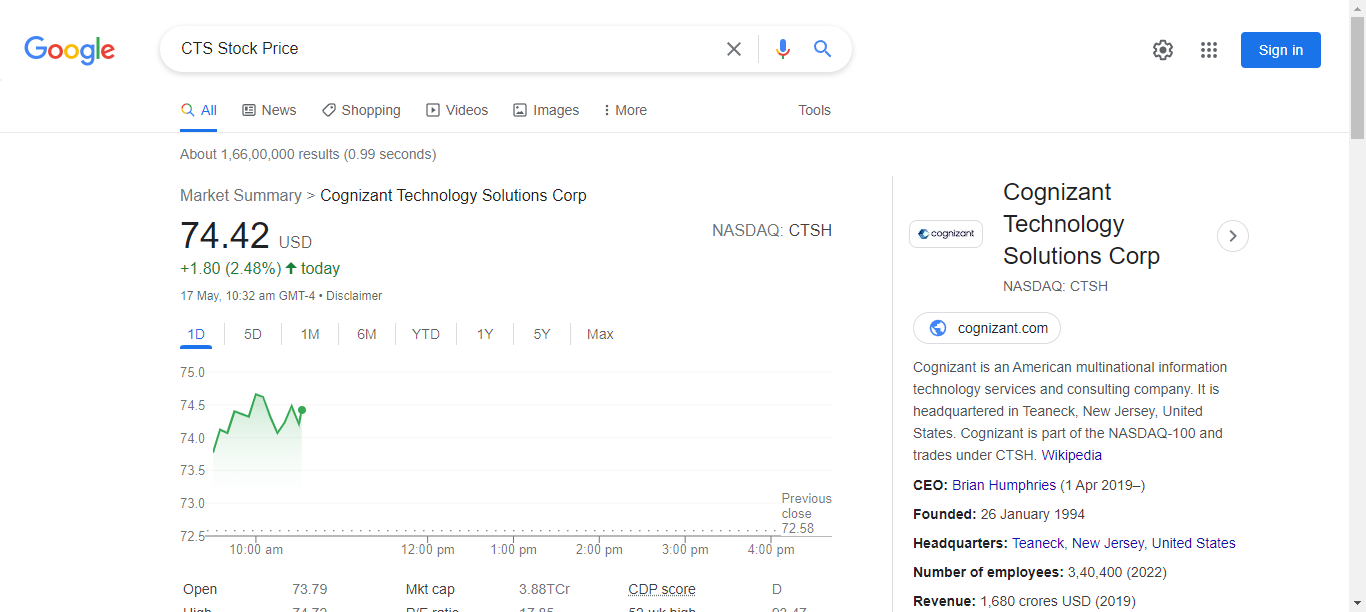 Google
CTS Stock Price
Sign in
All News Shopping Videos Images More Tools
About 1,66,00,000 results (0.99 seconds)
Market Summary > Cognizant Technology Solutions Corp
74.42 USD
NASDAQ: CTSH
+1.80 (2.48%) today
17 May, 10:32 am GMT-4 • Disclaimer
1D 5D 1M 6M YTD 1Y 5Y Max
75.0
74.5
74.0
73.5
73.0
72.5
Previous
close
72.58
10:00 am 12:00 pm 1:00 pm 2:00 pm 3:00 pm 4:00 pm
Open 73.79 Mkt cap 3.88TCr CDP score D
cognizant
Cognizant
Technology
Solutions Corp
NASDAQ: CTSH
cognizant.com
Cognizant is an American multinational information
technology services and consulting company. It is
headquartered in Teaneck, New Jersey, United
States. Cognizant is part of the NASDAQ-100 and
trades under CTSH. Wikipedia
CEO: Brian Humphries (1 Apr 2019–)
Founded: 26 January 1994
Headquarters: Teaneck, New Jersey, United States
Number of employees: 3,40,400 (2022)
Revenue: 1,680 crores USD (2019)